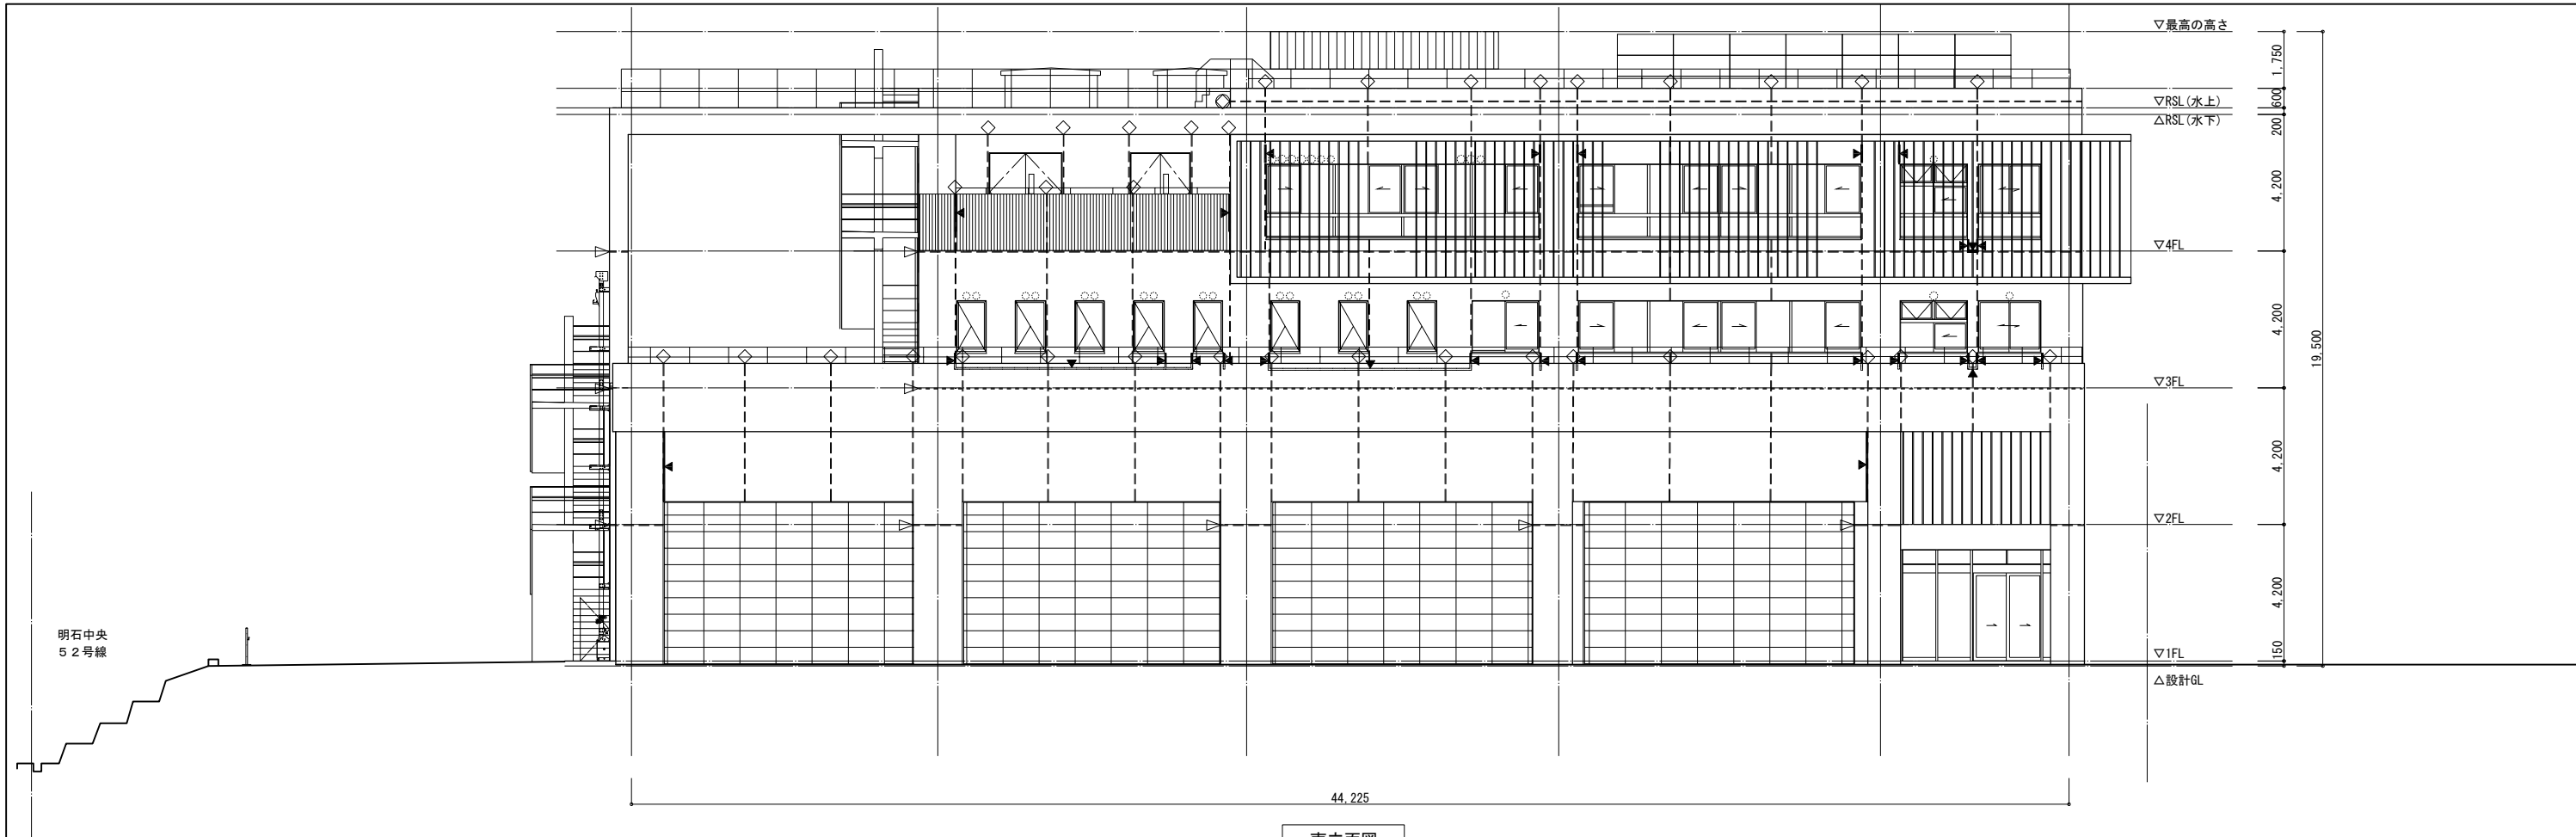 ▽最高の高さ
1,750
▽RSL(水上)
600
△RSL(水下)
200
4,200
▽4FL
4,200
19,500
▽3FL
4,200
▽2FL
4,200
明石中央
52号線
▽1FL
150
△設計GL
44,225